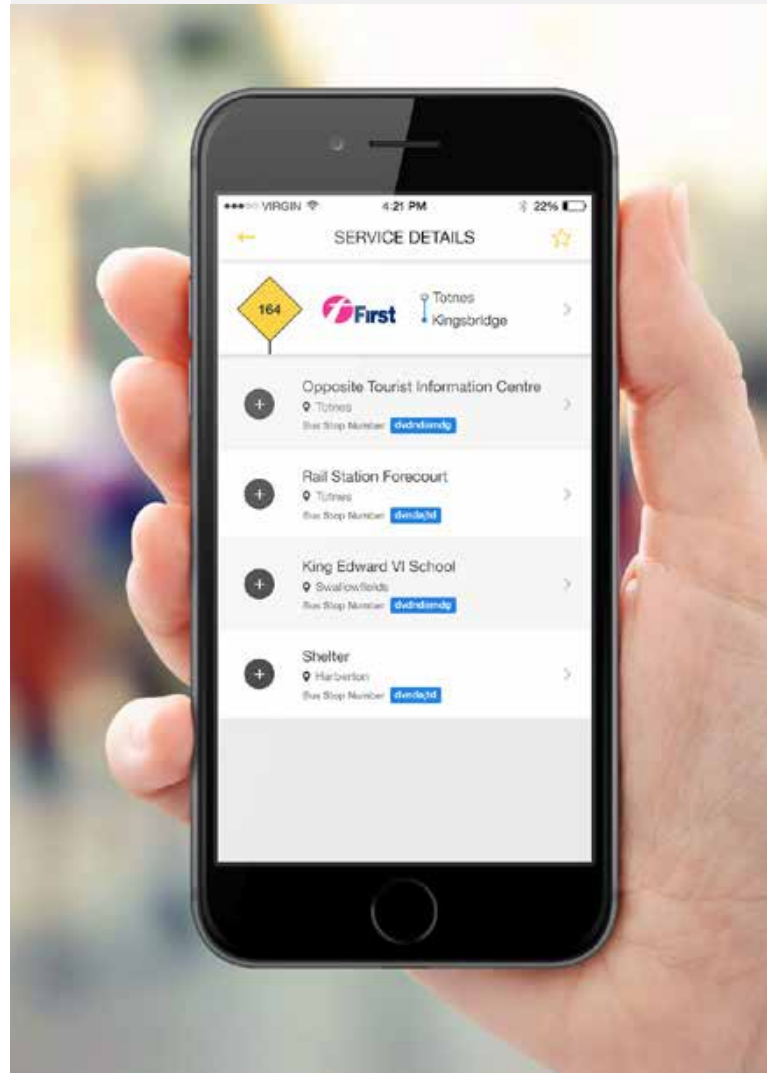 VIRGIN 4:21 PM 22%
SERVICE DETAILS
164 First Totnes
Kingsbridge
Opposite Tourist Information Centre
Totnes
Bus Stop Number
Rail Station Forecourt
Totnes
Bus Stop Number
King Edward VI School
Swallowfields
Bus Stop Number
Shelter
Harberton
Bus Stop Number